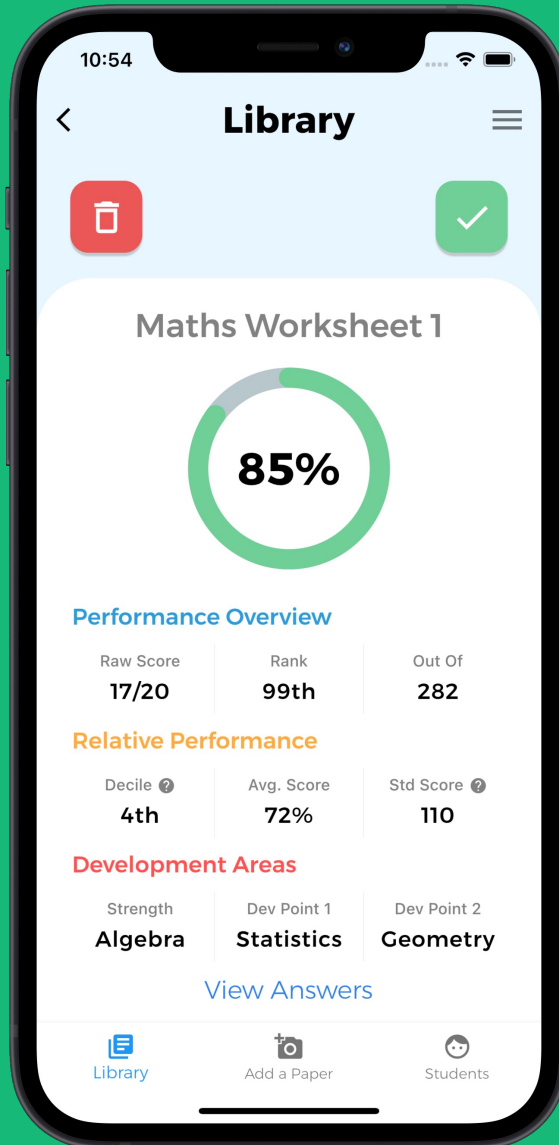 10:54
Library
Maths Worksheet 1
85%
Performance Overview
Raw Score Rank Out Of
17/20 99th 282
Relative Performance
Decile ? Avg. Score Std Score ?
4th 72% 110
Development Areas
Strength Dev Point 1 Dev Point 2
Algebra Statistics Geometry
View Answers
Library Add a Paper Students